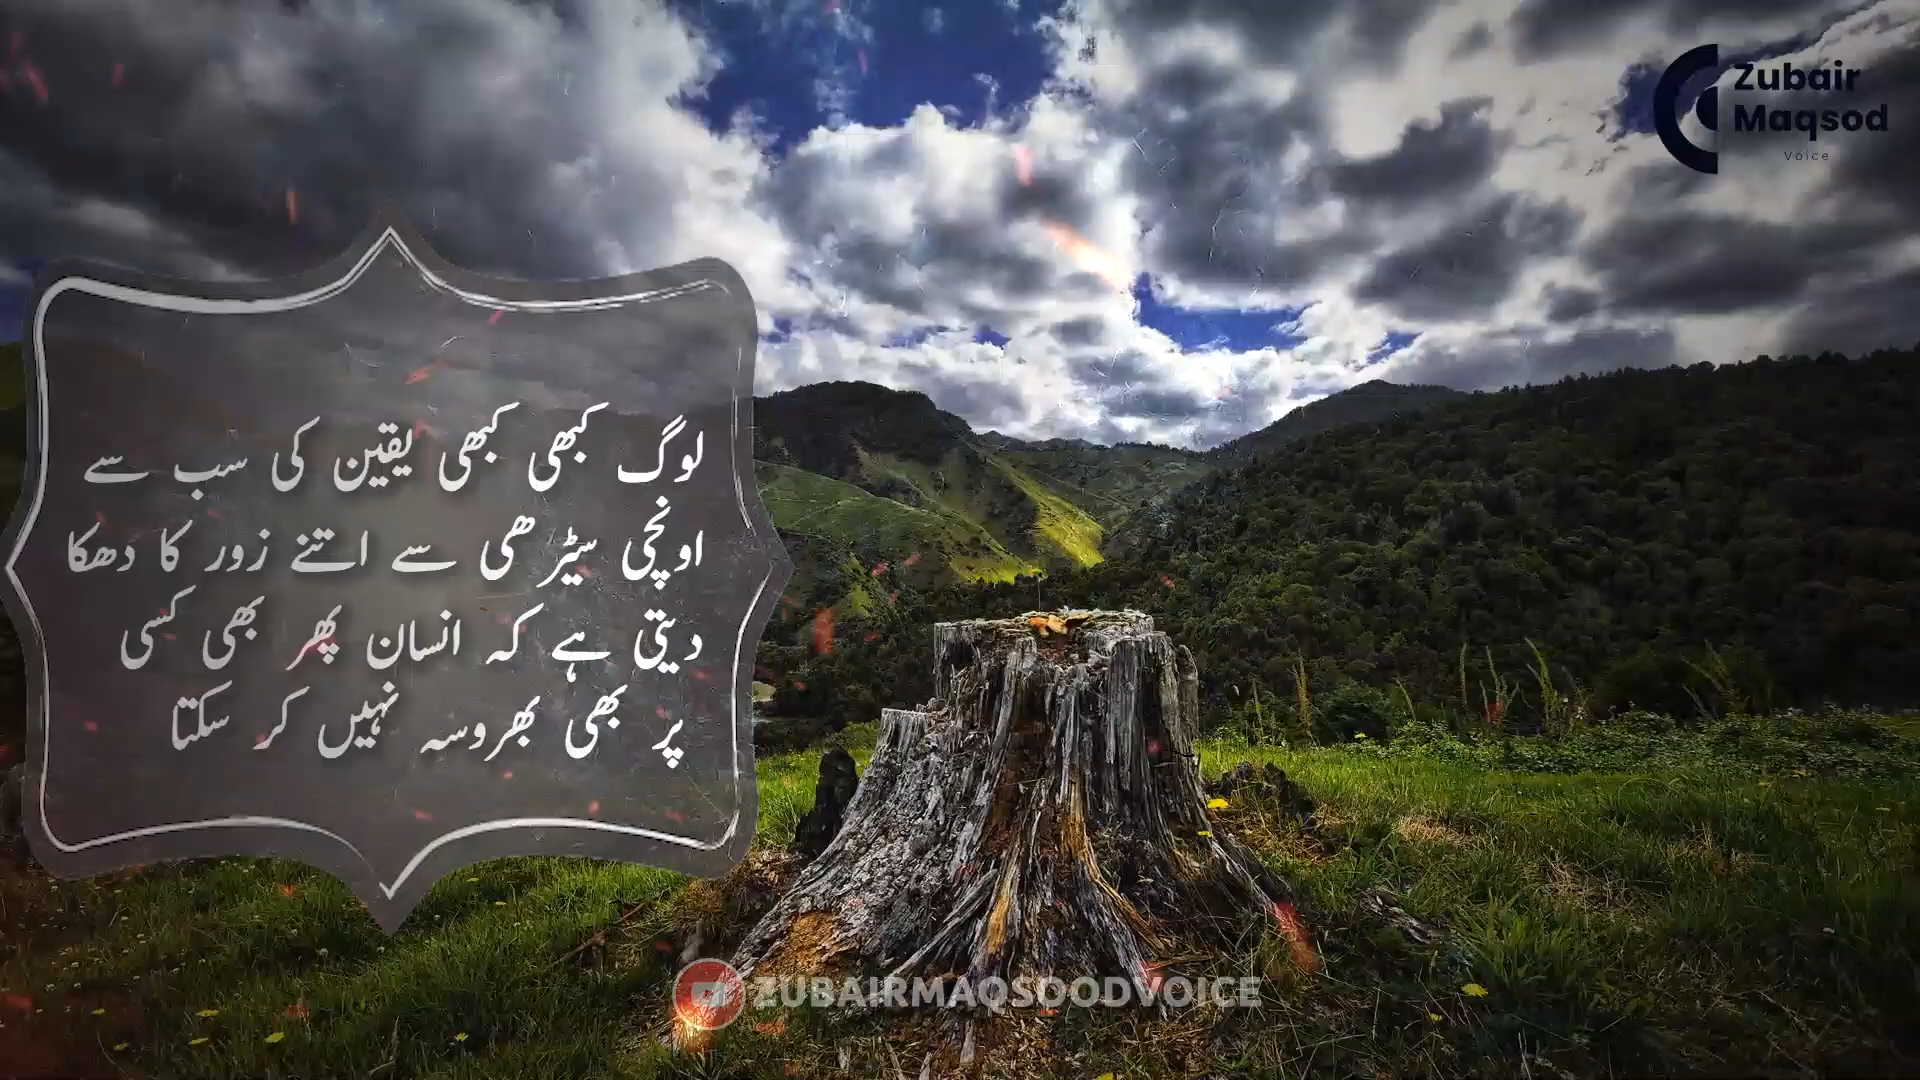 Zubair
Maqsod
Voice
لوگ کبھی کبھی یقین کی سب سے
اونچی سیڑھی سے اتنے زور کا دھکا
دیتی ہے کہ انسان پھر بھی کسی
پر بھی بھروسہ نہیں کر سکتا
ZUBAIRMAQSOODVOICE